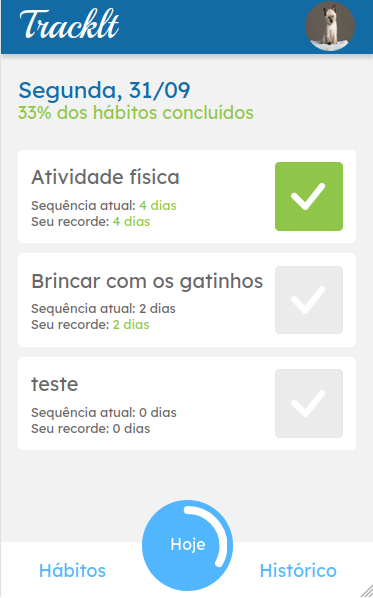 TrackIt
Segunda, 31/09
33% dos hábitos concluídos
Atividade física
Sequência atual: 4 dias
Seu recorde: 4 dias
Brincar com os gatinhos
Sequência atual: 2 dias
Seu recorde: 2 dias
teste
Sequência atual: 0 dias
Seu recorde: 0 dias
Hábitos
Hoje
Histórico